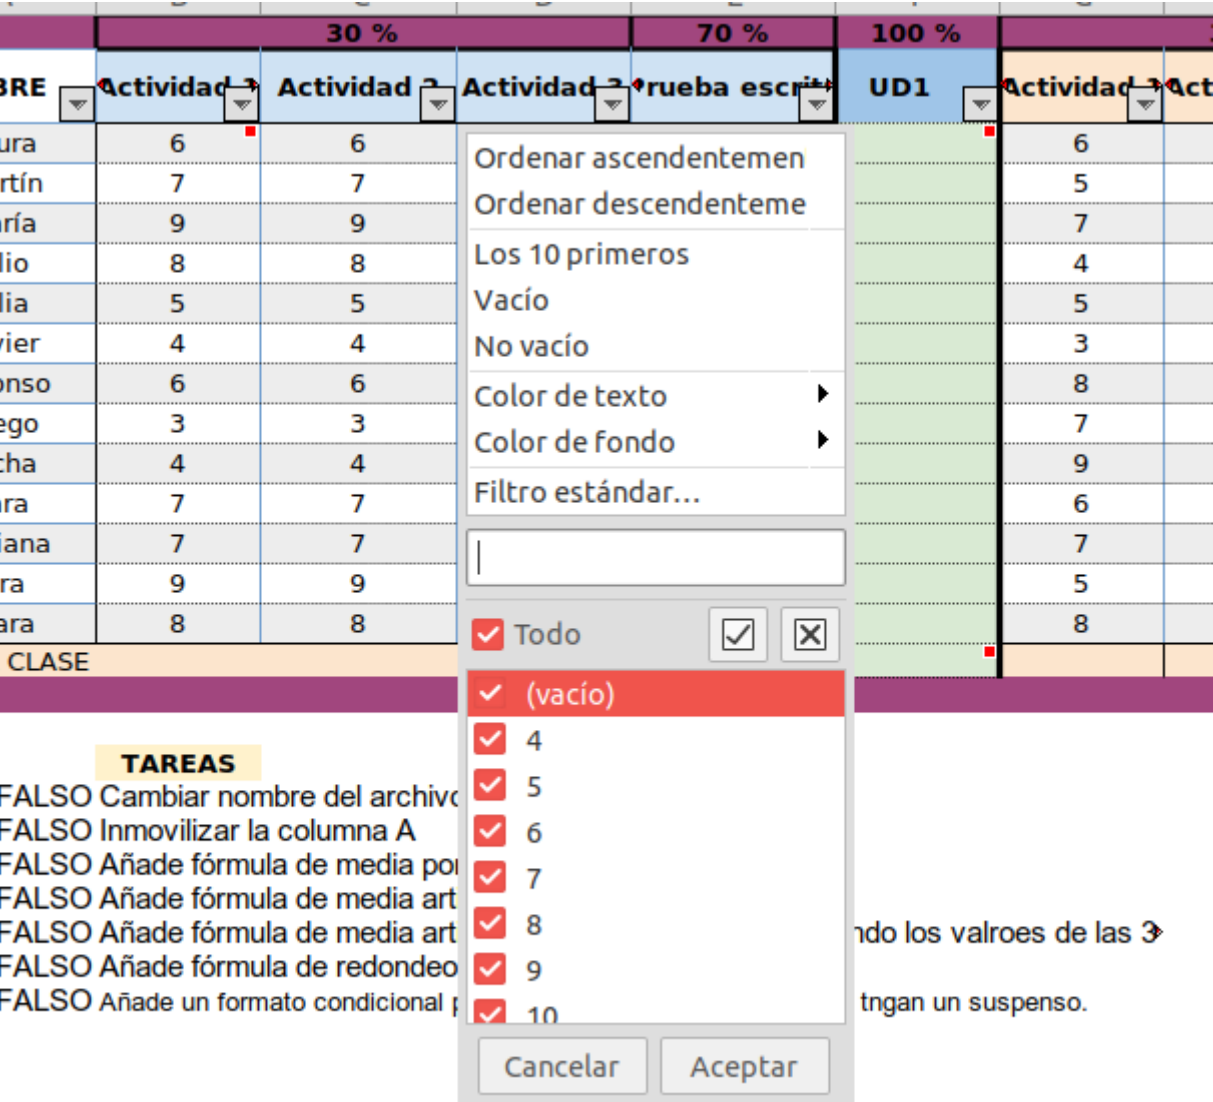 30 % 70 % 100 %
BRE Actividad 1 Actividad 2 Actividad 3 Prueba escrit UD1 Actividad 1 Act
ura 6 6 6
rtín 7 7 5
ría 9 9 7
lio 8 8 4
lia 5 5 5
vier 4 4 3
onso 6 6 8
ego 3 3 7
cha 4 4 9
ra 7 7 6
iana 7 7 7
ra 9 9 5
ara 8 8 8
CLASE
Ordenar ascendentemen
Ordenar descendenteme
Los 10 primeros
Vacío
No vacío
Color de texto
Color de fondo
Filtro estándar...
Todo
(vacío)
4
5
6
7
8
9
10
Cancelar Aceptar
TAREAS
FALSO Cambiar nombre del archivo
FALSO Inmovilizar la columna A
FALSO Añade fórmula de media por
FALSO Añade fórmula de media art
FALSO Añade fórmula de media art ndo los valroes de las 3
FALSO Añade fórmula de redondeo
FALSO Añade un formato condicional p tngan un suspenso.